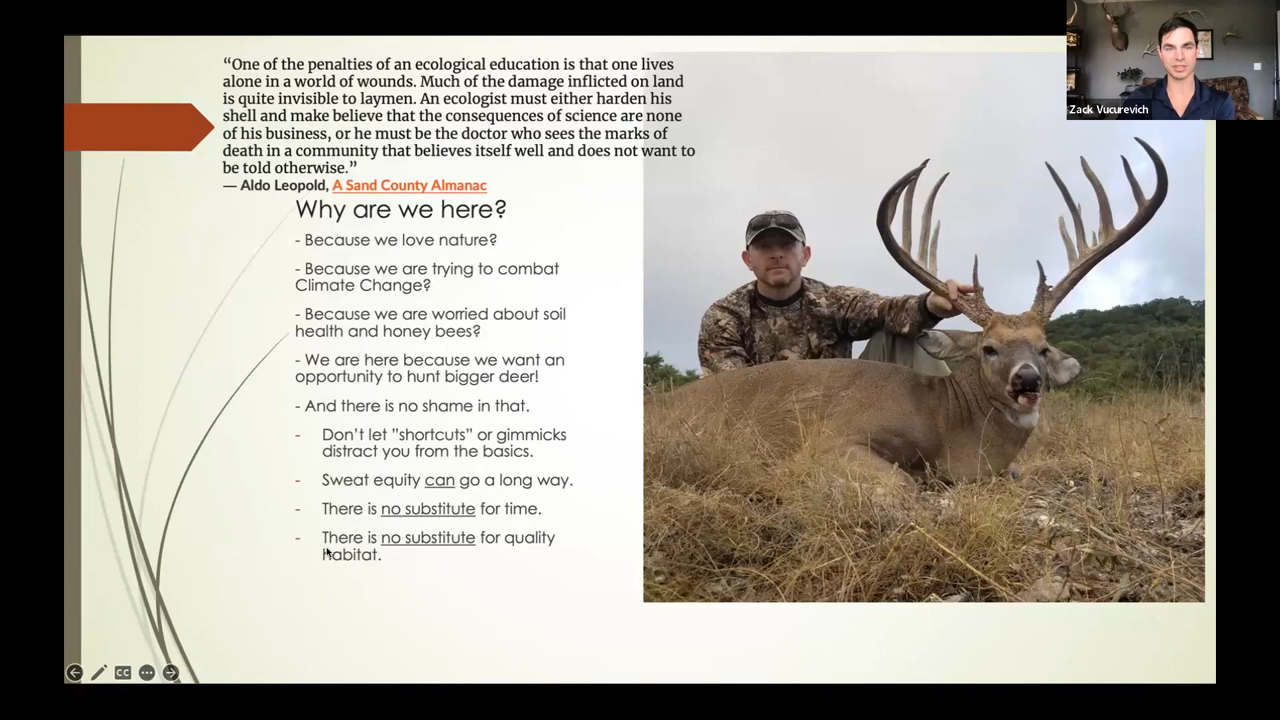 “One of the penalties of an ecological education is that one lives
alone in a world of wounds. Much of the damage inflicted on land
is quite invisible to laymen. An ecologist must either harden his
shell and make believe that the consequences of science are none
of his business, or he must be the doctor who sees the marks of
death in a community that believes itself well and does not want to
be told otherwise.”
― Aldo Leopold, A Sand County Almanac
Why are we here?
- Because we love nature?
- Because we are trying to combat
Climate Change?
- Because we are worried about soil
health and honey bees?
- We are here because we want an
opportunity to hunt bigger deer!
- And there is no shame in that.
- Don’t let ”shortcuts” or gimmicks
distract you from the basics.
- Sweat equity can go a long way.
- There is no substitute for time.
- There is no substitute for quality
habitat.
Zack Vucurevich
CC